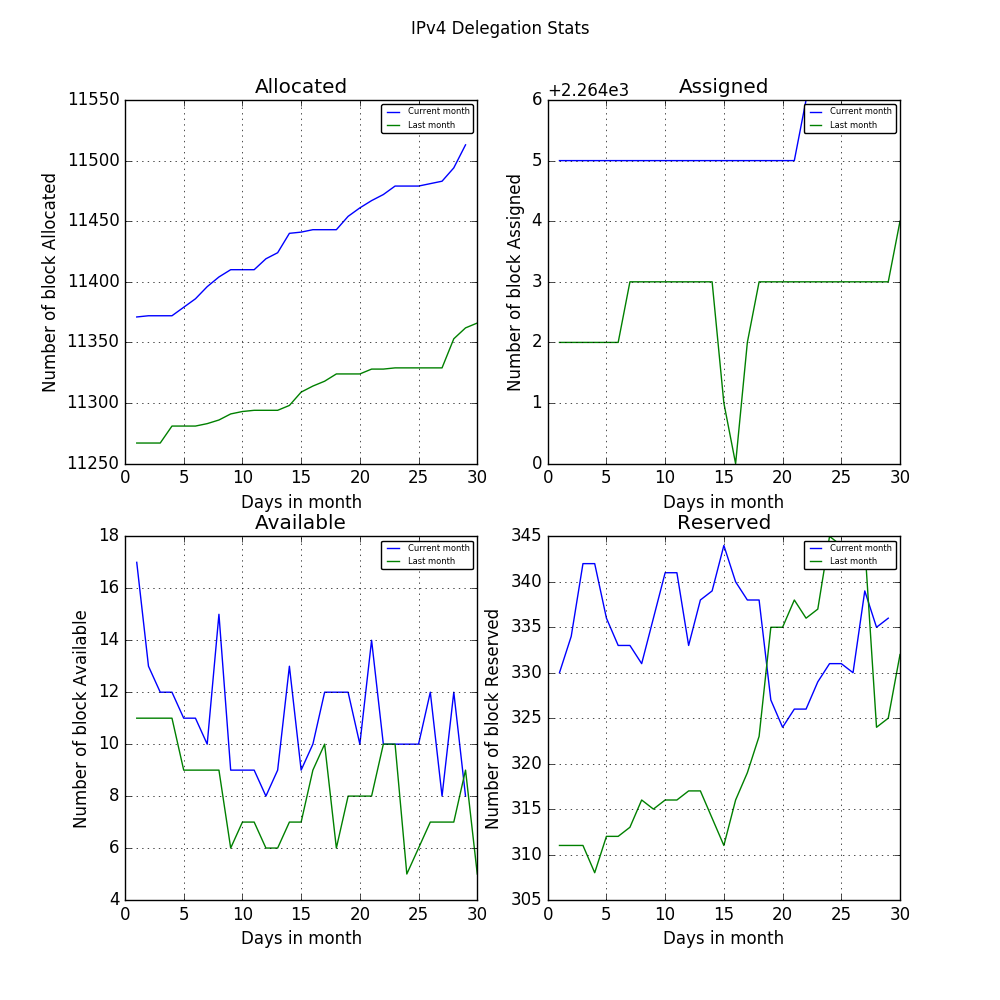 IPv4 Delegation Stats
Allocated
Number of block Allocated
11550
11500
11450
11400
11350
11300
11250
0 5 10 15 20 25 30
Days in month
Current month
Last month
Assigned
+2.264e3
Number of block Assigned
6
5
4
3
2
1
0
0 5 10 15 20 25 30
Days in month
Current month
Last month
Available
Number of block Available
18
16
14
12
10
8
6
4
0 5 10 15 20 25 30
Days in month
Current month
Last month
Reserved
Number of block Reserved
345
340
335
330
325
320
315
310
305
0 5 10 15 20 25 30
Days in month
Current month
Last month